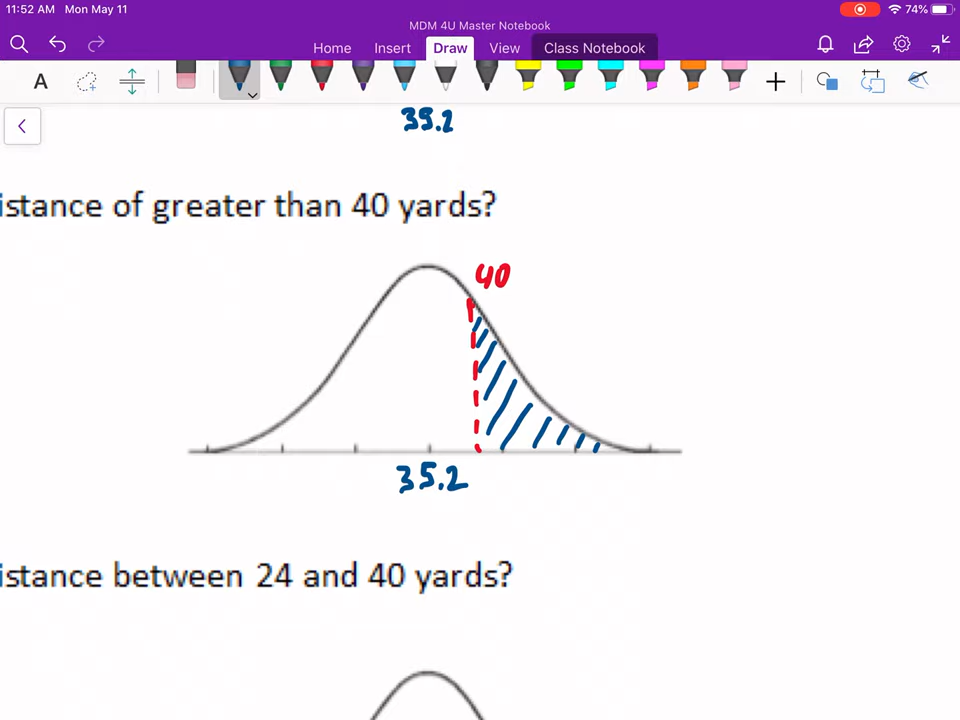 11:52 AM Mon May 11
74%
MDM 4U Master Notebook
Home Insert Draw View Class Notebook
A
35.2
istance of greater than 40 yards?
40
35.2
istance between 24 and 40 yards?